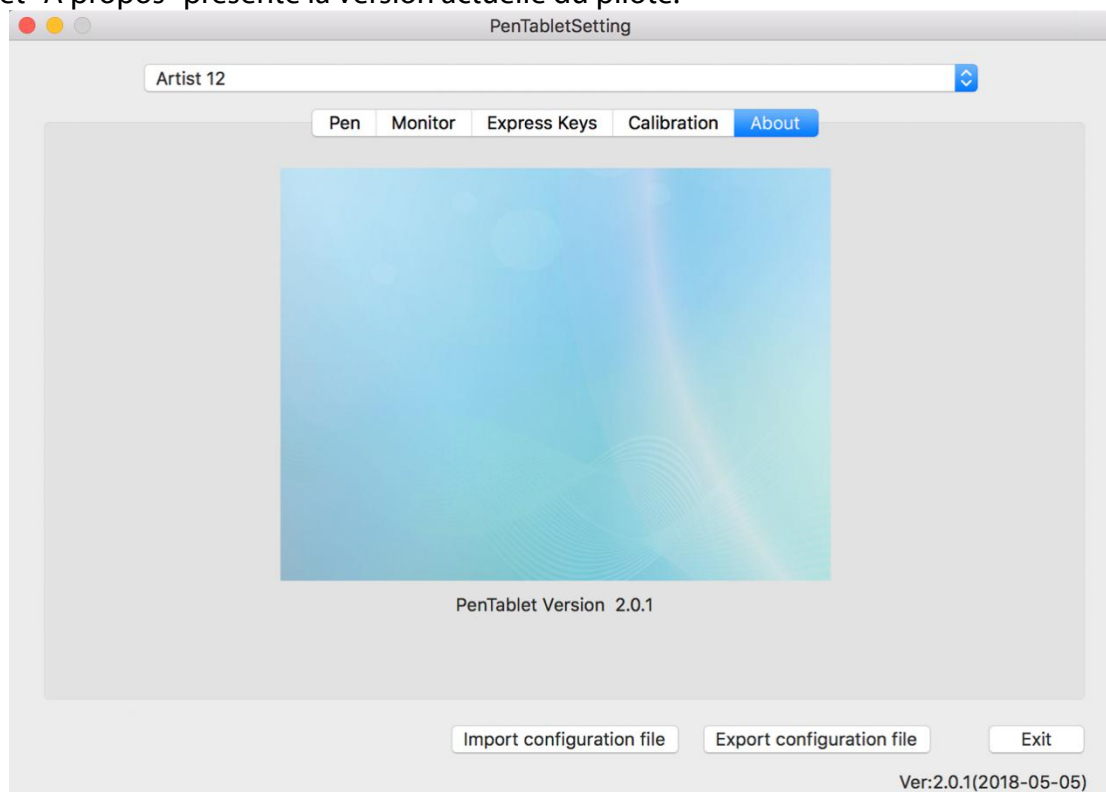 et "A propos" présente la version actuelle du pilote.
PenTabletSetting
Artist 12
Pen Monitor Express Keys Calibration About
PenTablet Version 2.0.1
Import configuration file Export configuration file Exit
Ver:2.0.1(2018-05-05)